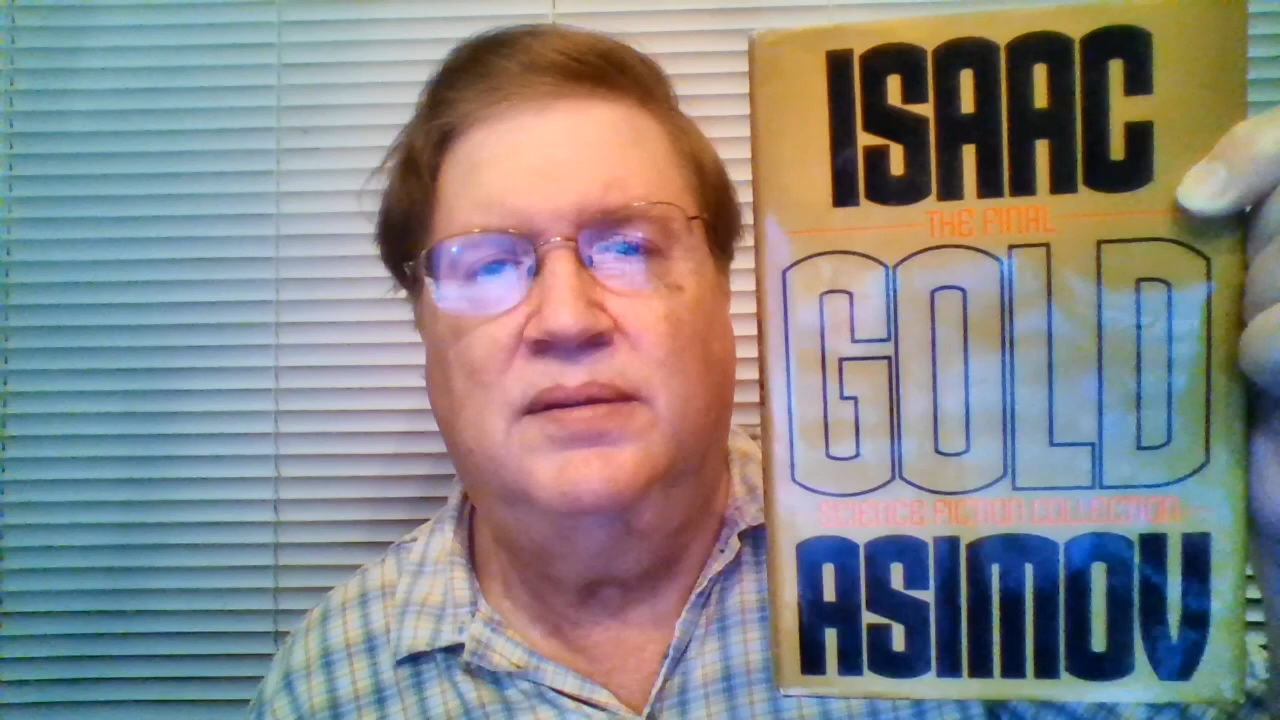 ISAAC
THE FINAL
GOLD
SCIENCE FICTION COLLECTION
ASIMOV